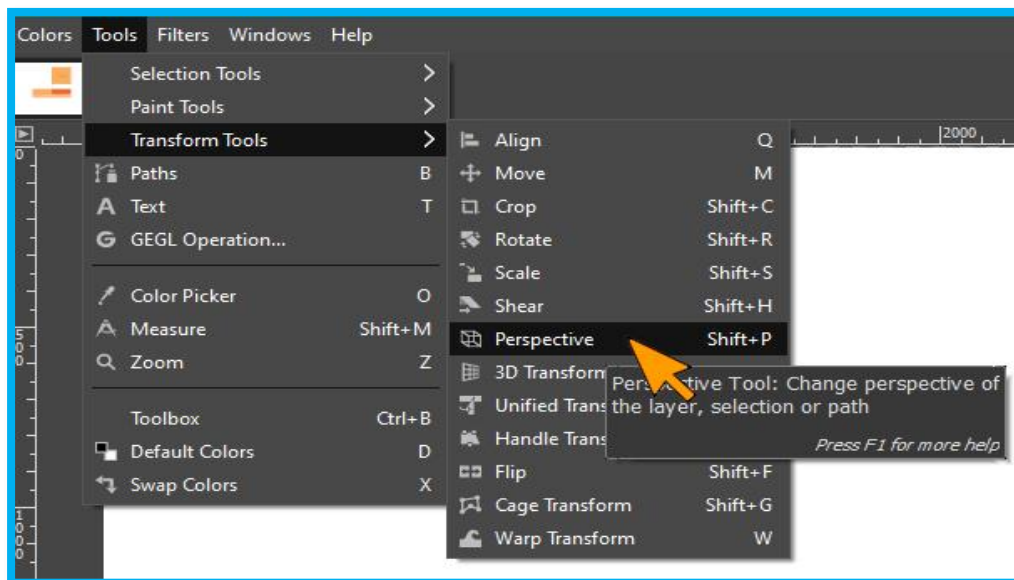 Colors Tools Filters Windows Help
Selection Tools
Paint Tools
Transform Tools
Paths B
Text T
GEGL Operation...
Color Picker O
Measure Shift+M
Zoom Z
Toolbox Ctrl+B
Default Colors D
Swap Colors X
Align Q
Move M
Crop Shift+C
Rotate Shift+R
Scale Shift+S
Shear Shift+H
Perspective Shift+P
3D Transform
Unified Trans
Handle Trans
Flip Shift+F
Cage Transform Shift+G
Warp Transform W
Perspective Tool: Change perspective of
the layer, selection or path
Press F1 for more help
2000
0
500
1000